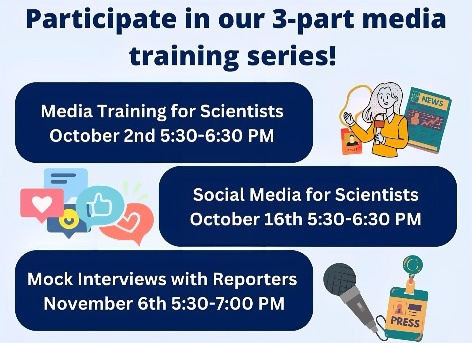 Participate in our 3-part media
training series!
Media Training for Scientists
October 2nd 5:30-6:30 PM
NEWS
Social Media for Scientists
October 16th 5:30-6:30 PM
Mock Interviews with Reporters
November 6th 5:30-7:00 PM
PRESS